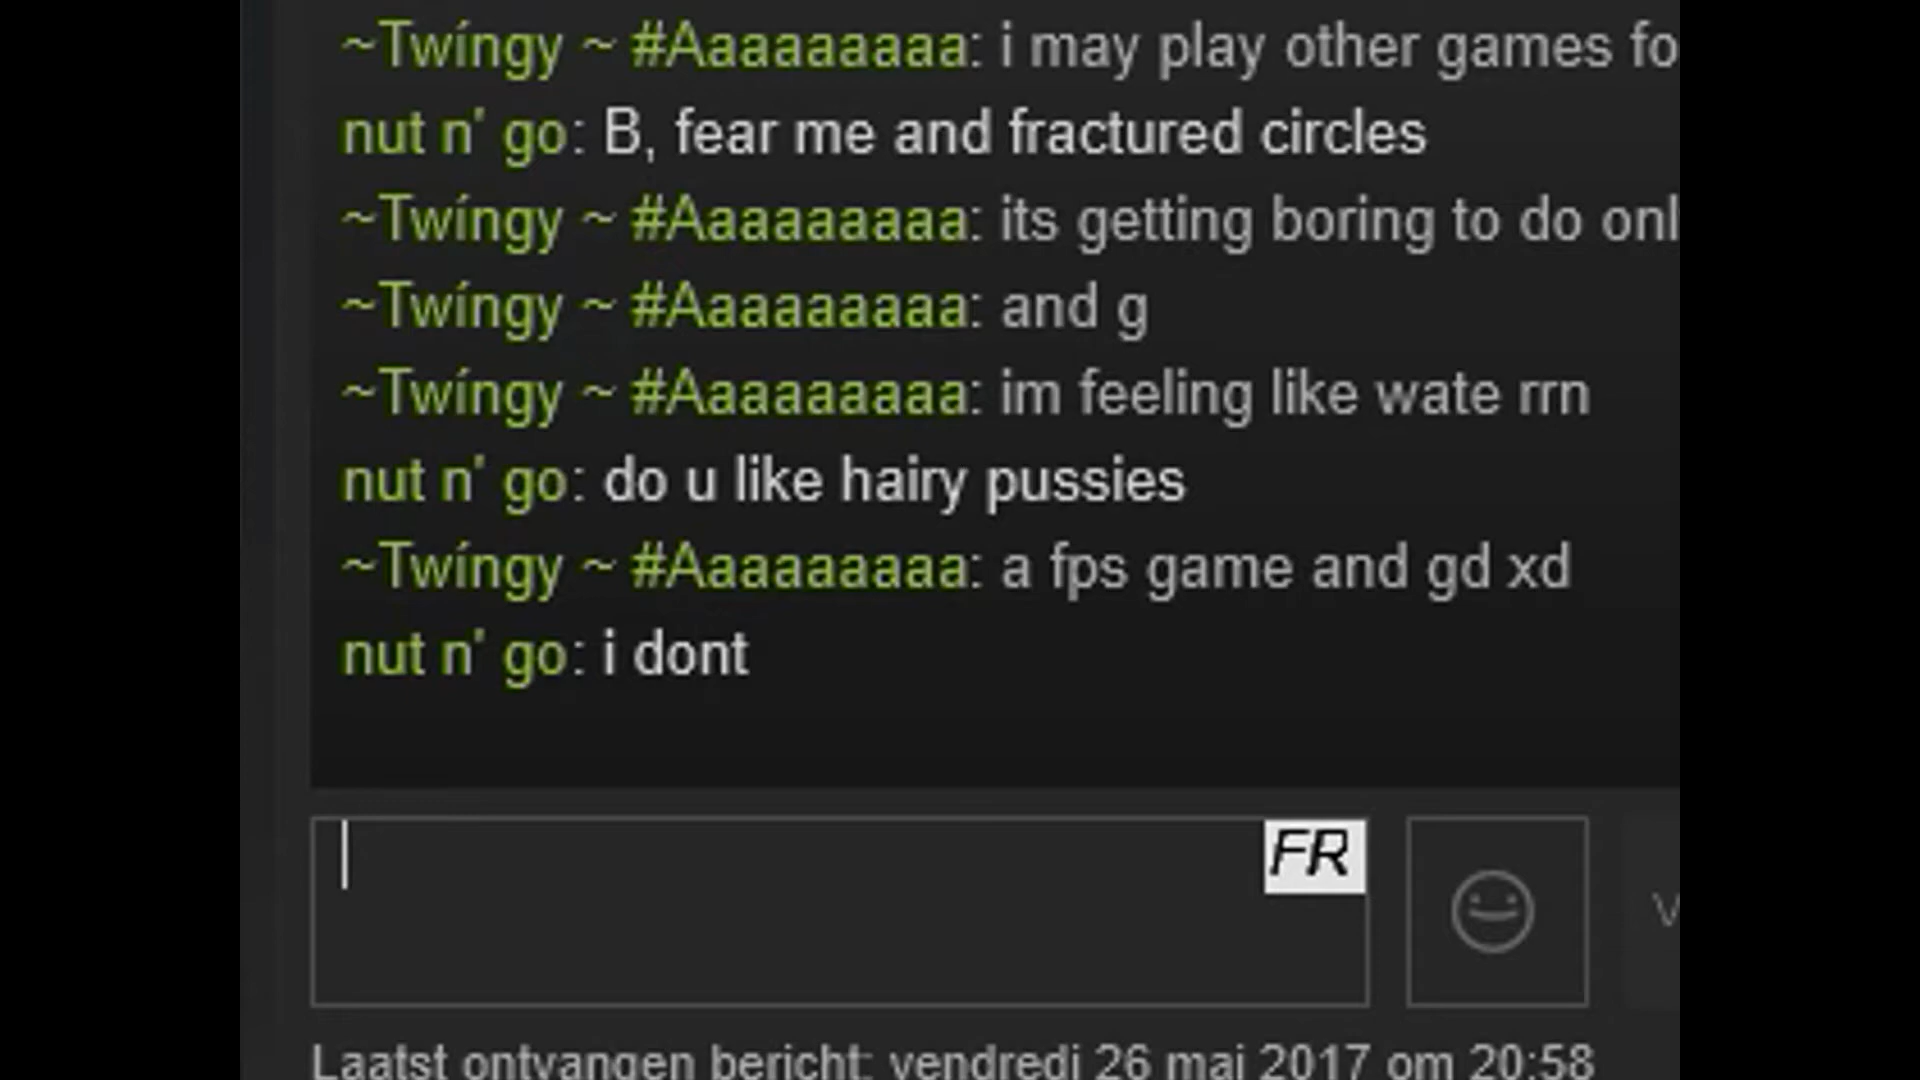 ~Twíngy ~ #Aaaaaaaaa: i may play other games fo
nut n' go: B, fear me and fractured circles
~Twíngy ~ #Aaaaaaaaa: its getting boring to do onl
~Twíngy ~ #Aaaaaaaaa: and g
~Twíngy ~ #Aaaaaaaaa: im feeling like wate rrn
nut n' go: do u like hairy pussies
~Twíngy ~ #Aaaaaaaaa: a fps game and gd xd
nut n' go: i dont
FR
V
Laatst ontvangen bericht: vendredi 26 mai 2017 om 20:58